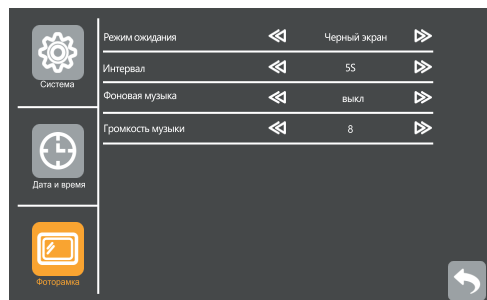 Режим ожидания Черный экран
Интервал 5S
Система
Фоновая музыка выкл
Громкость музыки 8
Дата и время
Фоторамка